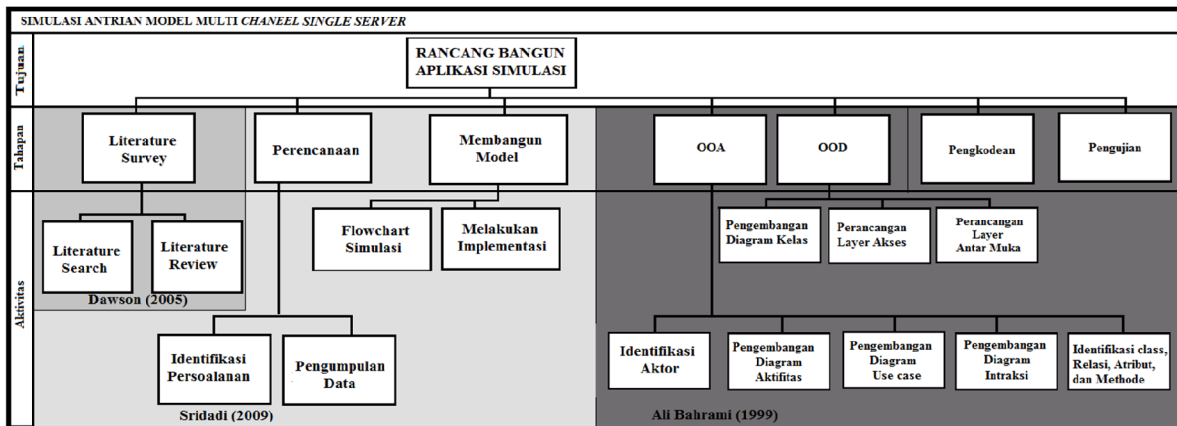 SIMULASI ANTRIAN MODEL MULTI CHANEEL SINGLE SERVER
Tujuan
RANCANG BANGUN
APLIKASI SIMULASI
Tahapan
Literature
Survey
Perencanaan
Membangun
Model
OOA
OOD
Pengkodean
Pengujian
Aktivitas
Literature
Search
Literature
Review
Dawson (2005)
Flowchart
Simulasi
Melakukan
Implementasi
Pengembangan
Diagram Kelas
Perancangan
Layer Akses
Perancangan
Layer
Antar Muka
Identifikasi
Persoalanan
Pengumpulan
Data
Sridadi (2009)
Identifikasi
Aktor
Pengembangan
Diagram
Aktifitas
Pengembangan
Diagram
Use case
Pengembangan
Diagram
Intraksi
Identifikasi class,
Relasi, Atribut,
dan Methode
Ali Bahrami (1999)